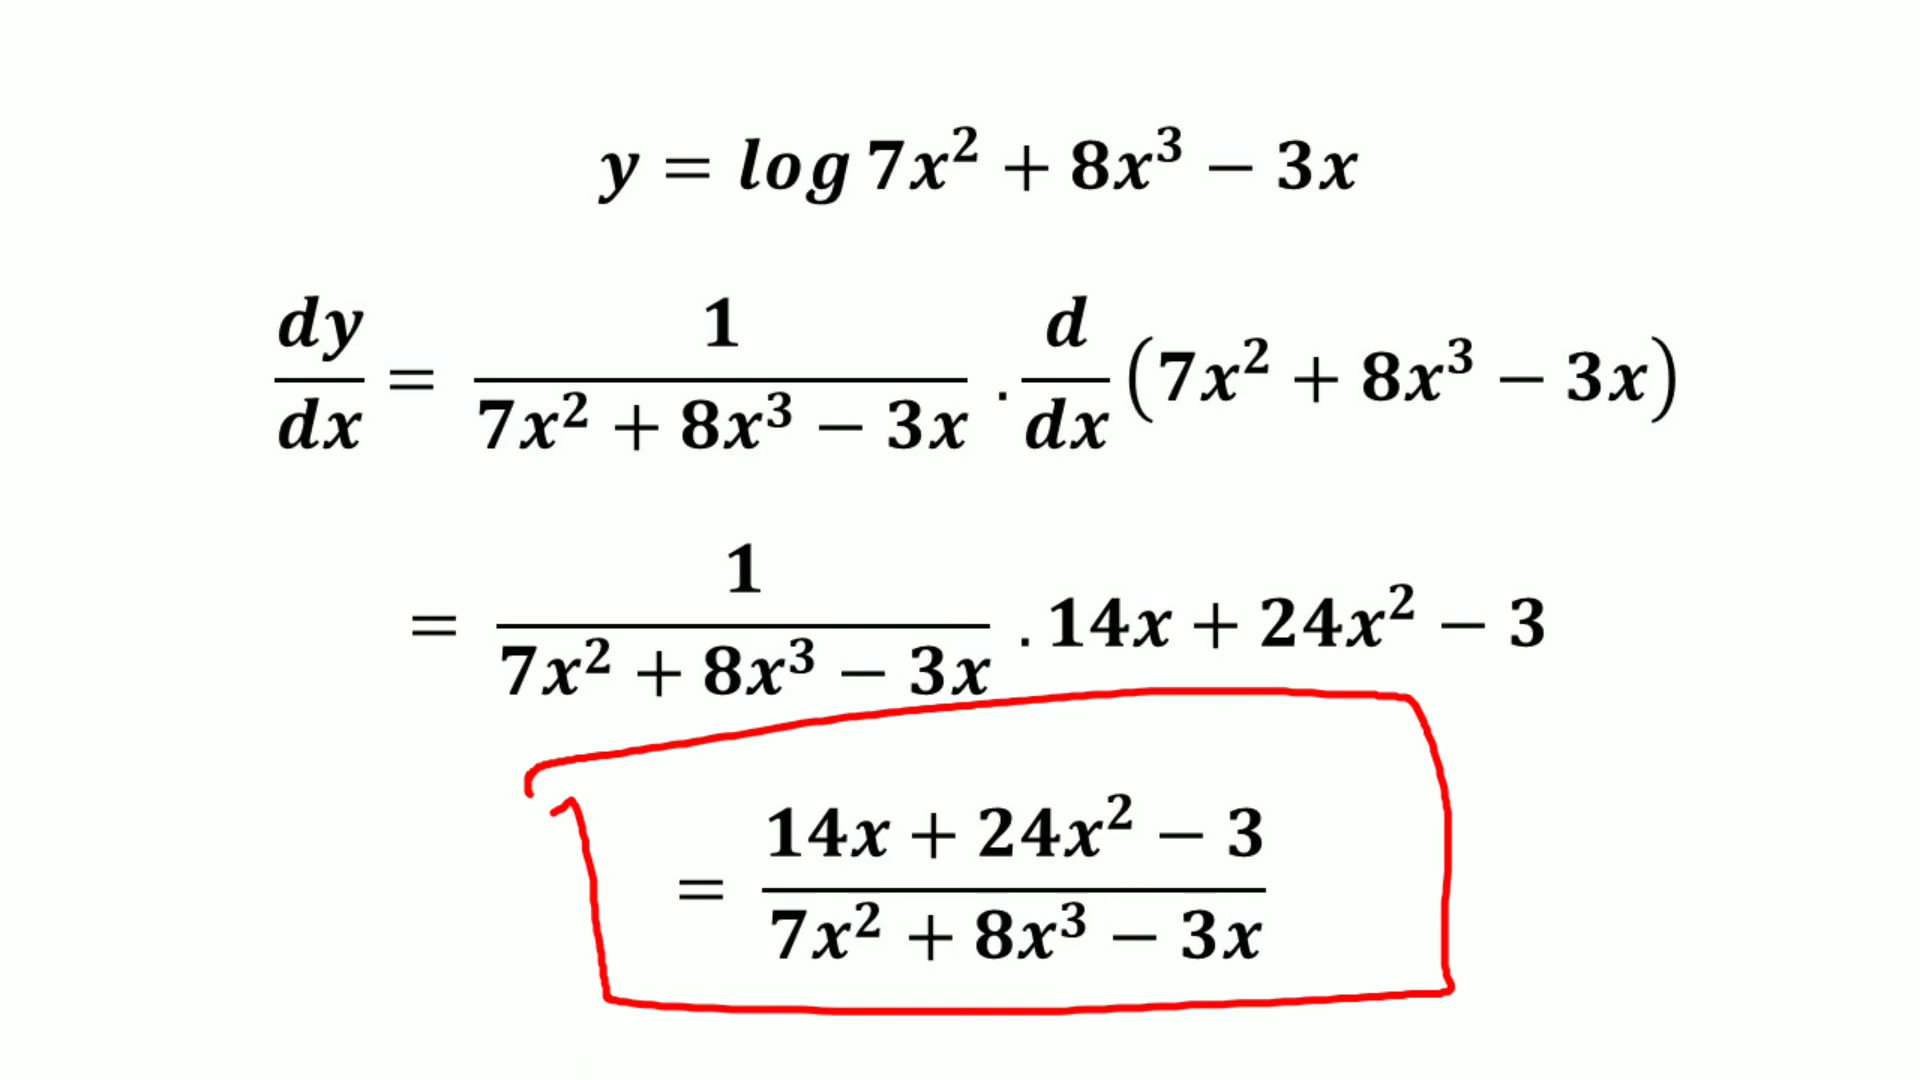 y = log 7x² + 8x³ − 3x
dy/dx = 1/(7x² + 8x³ − 3x) . d/dx (7x² + 8x³ − 3x)
= 1/(7x² + 8x³ − 3x) . 14x + 24x² − 3
= (14x + 24x² − 3)/(7x² + 8x³ − 3x)